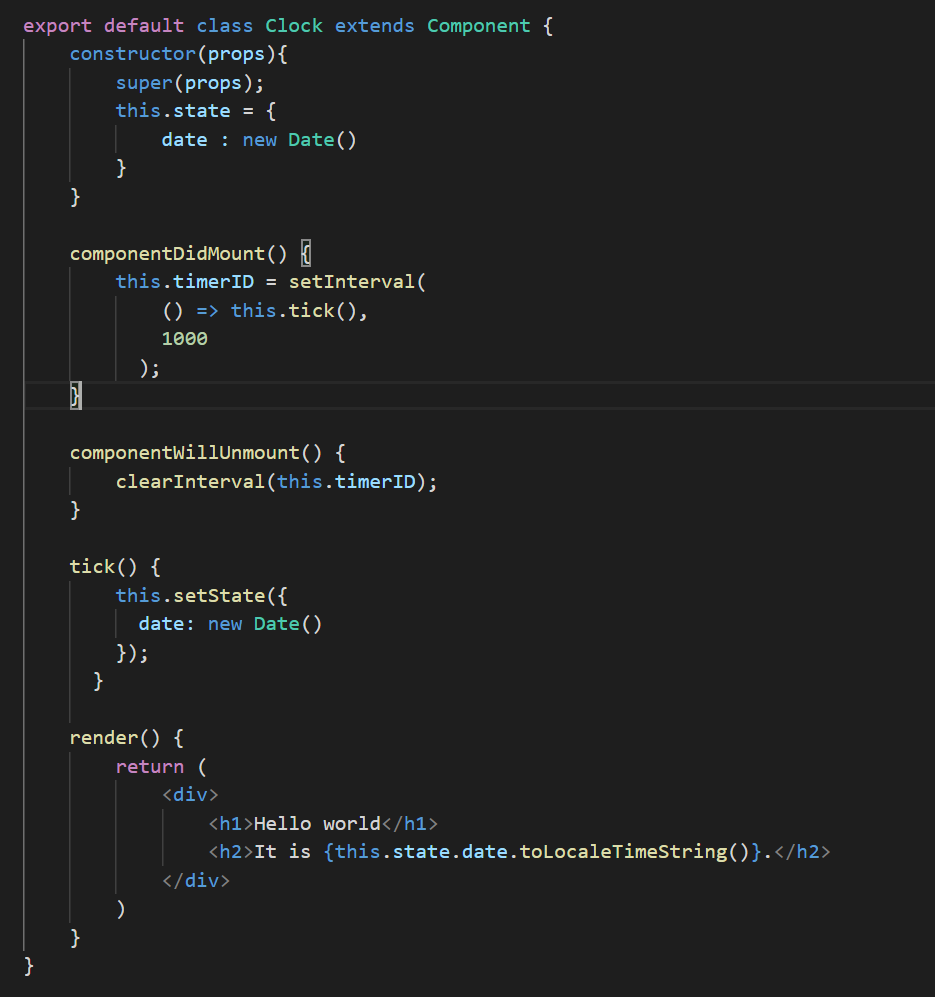 export default class Clock extends Component {
    constructor(props){
        super(props);
        this.state = {
            date : new Date()
        }
    }

    componentDidMount() {
        this.timerID = setInterval(
            () => this.tick(),
            1000
          );
    }

    componentWillUnmount() {
        clearInterval(this.timerID);
    }

    tick() {
        this.setState({
          date: new Date()
        });
      }

    render() {
        return (
            <div>
                <h1>Hello world</h1>
                <h2>It is {this.state.date.toLocaleTimeString()}.</h2>
            </div>
        )
    }
}